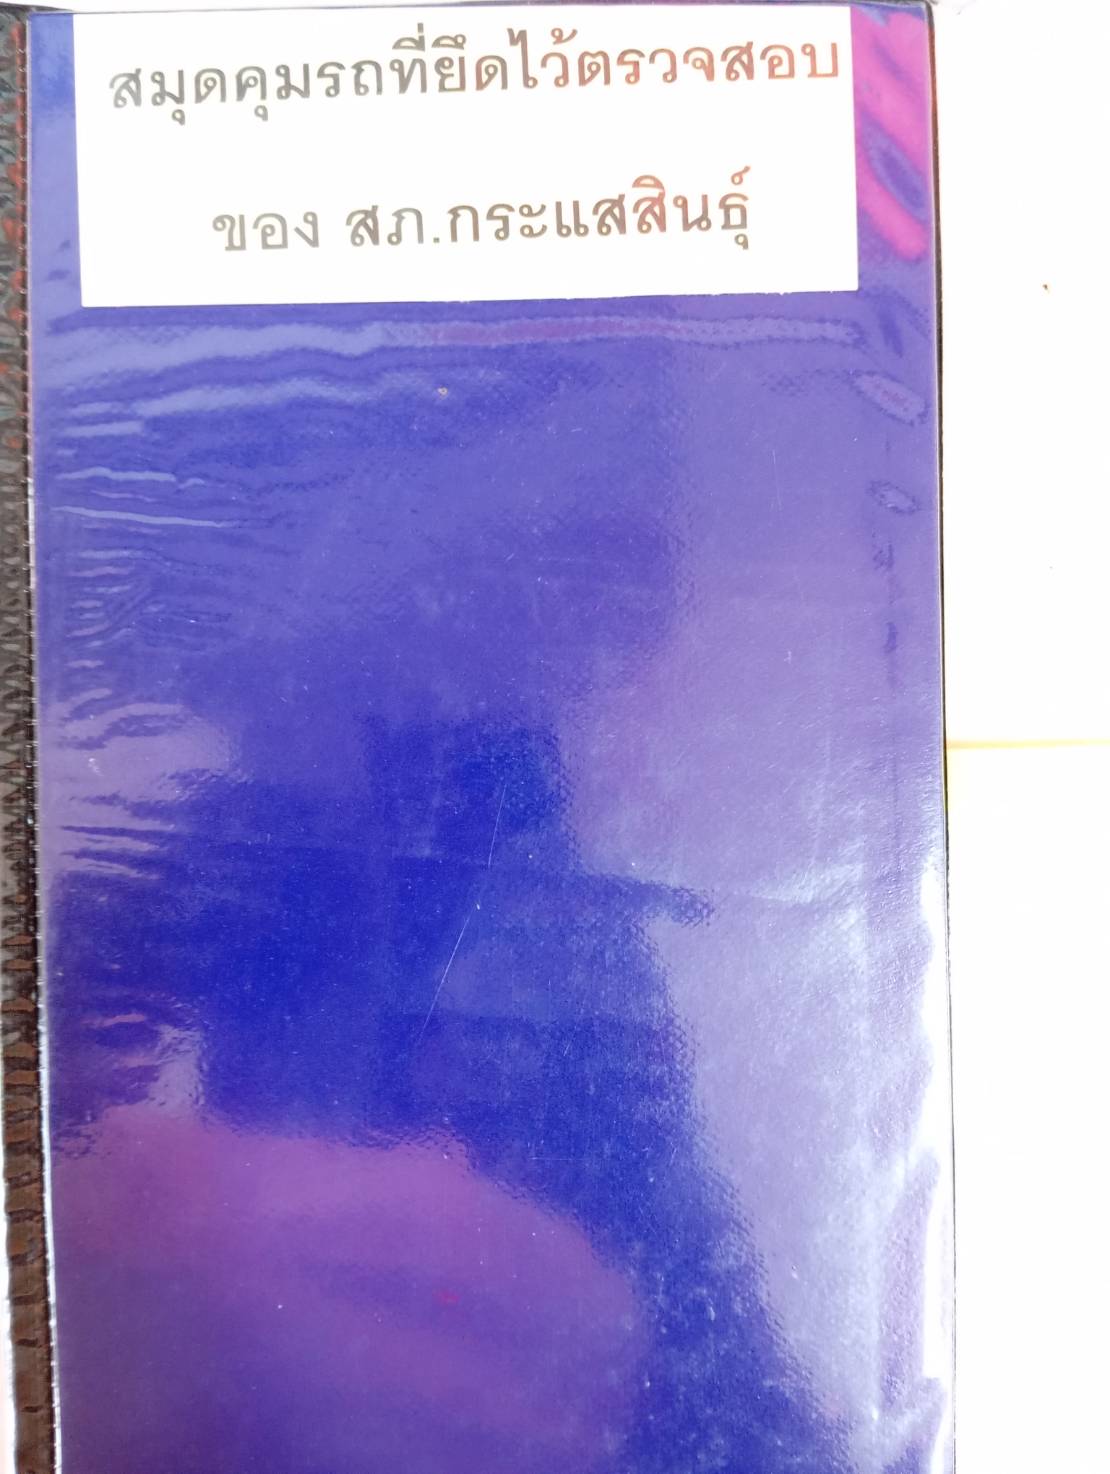 สมุดคุมรถที่ยึดไว้ตรวจสอบ
ของ สภ.กระแสสินธุ์